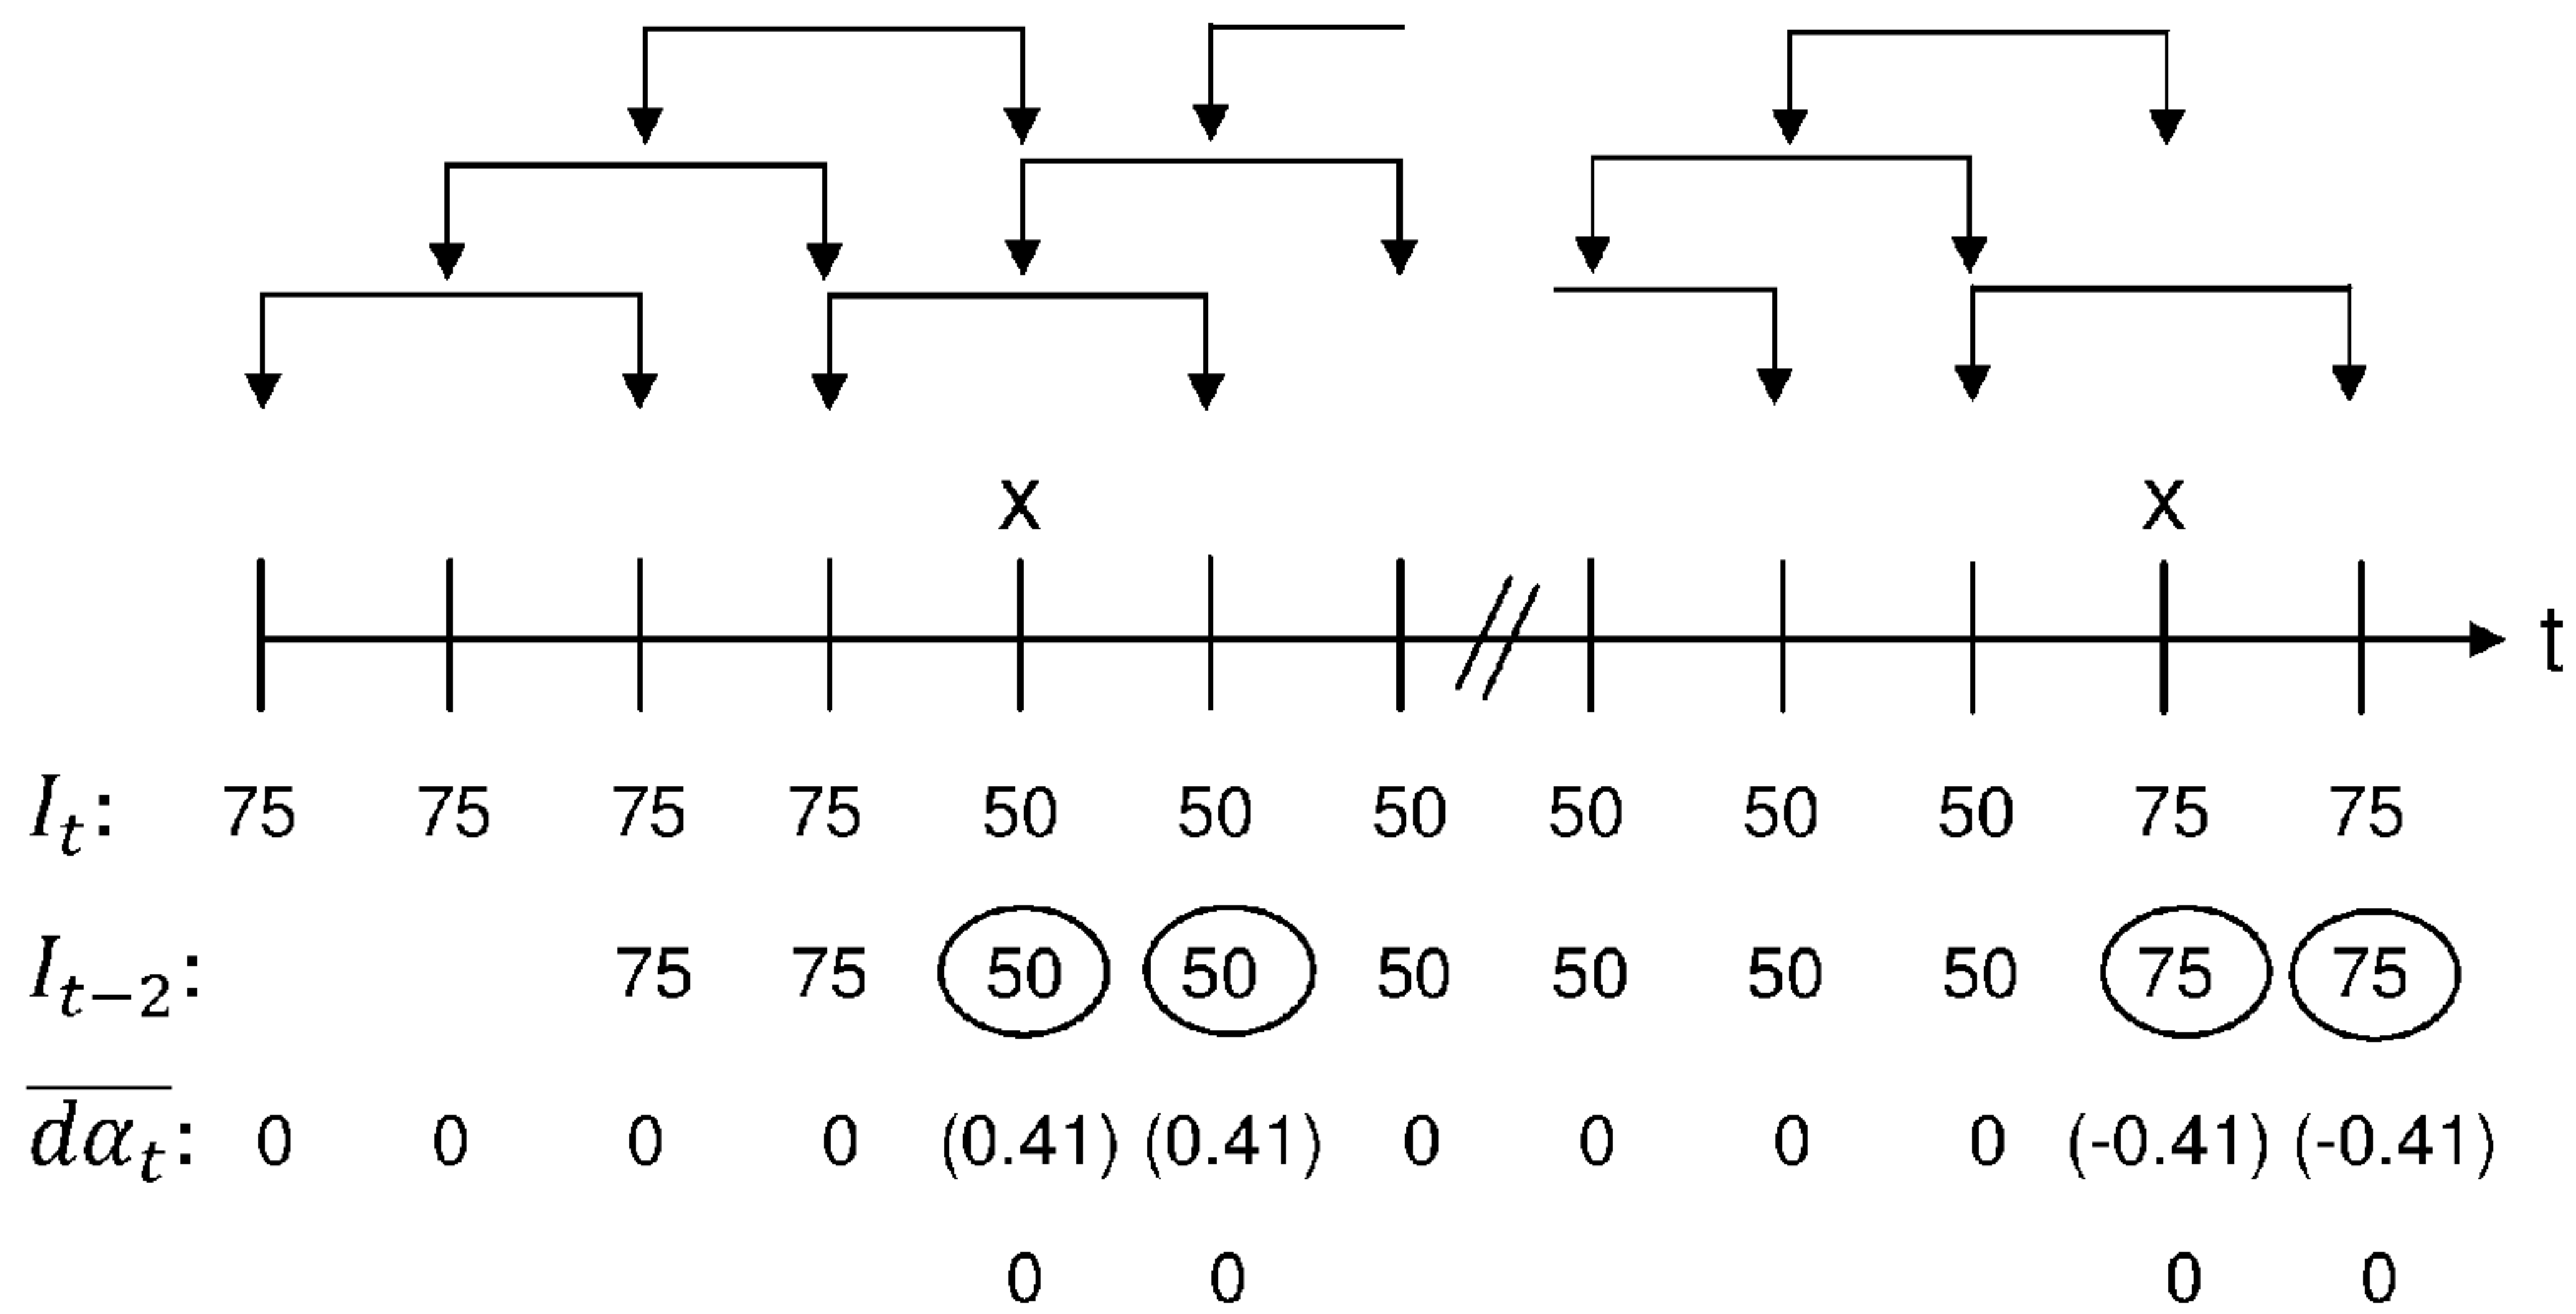 x x
t
I_t: 75 75 75 75 50 50 50 50 50 50 75 75
I_{t-2}: 75 75 50 50 50 50 50 50 75 75
\overline{dα_t}: 0 0 0 0 (0.41) (0.41) 0 0 0 0 (-0.41) (-0.41)
0 0 0 0